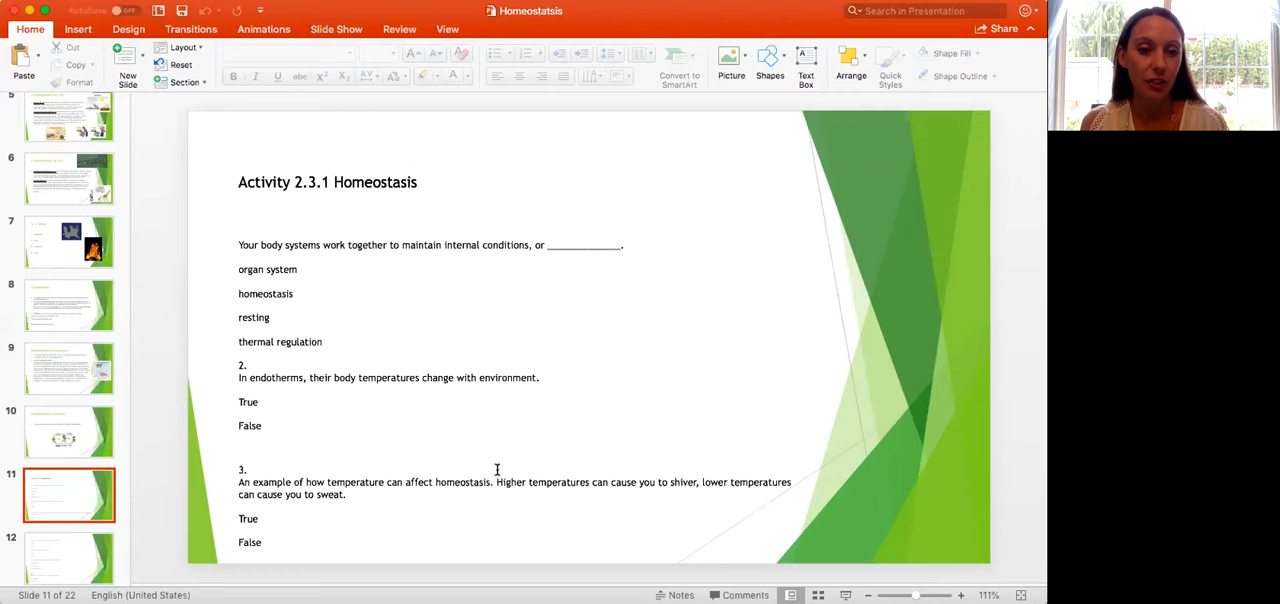 AutoSave OFF
Homeostatsis
Search in Presentation
Home Insert Design Transitions Animations Slide Show Review View
Share
Paste
Cut
Copy
Format
New Slide
Layout
Reset
Section
Convert to SmartArt
Picture
Shapes
Text Box
Arrange
Quick Styles
Shape Fill
Shape Outline
5
6
7
8
9
10
11
12
Activity 2.3.1 Homeostasis
Your body systems work together to maintain internal conditions, or ______________.
organ system
homeostasis
resting
thermal regulation
2.
In endotherms, their body temperatures change with environment.
True
False
3.
An example of how temperature can affect homeostasis. Higher temperatures can cause you to shiver, lower temperatures
can cause you to sweat.
True
False
Slide 11 of 22
English (United States)
Notes
Comments
111%